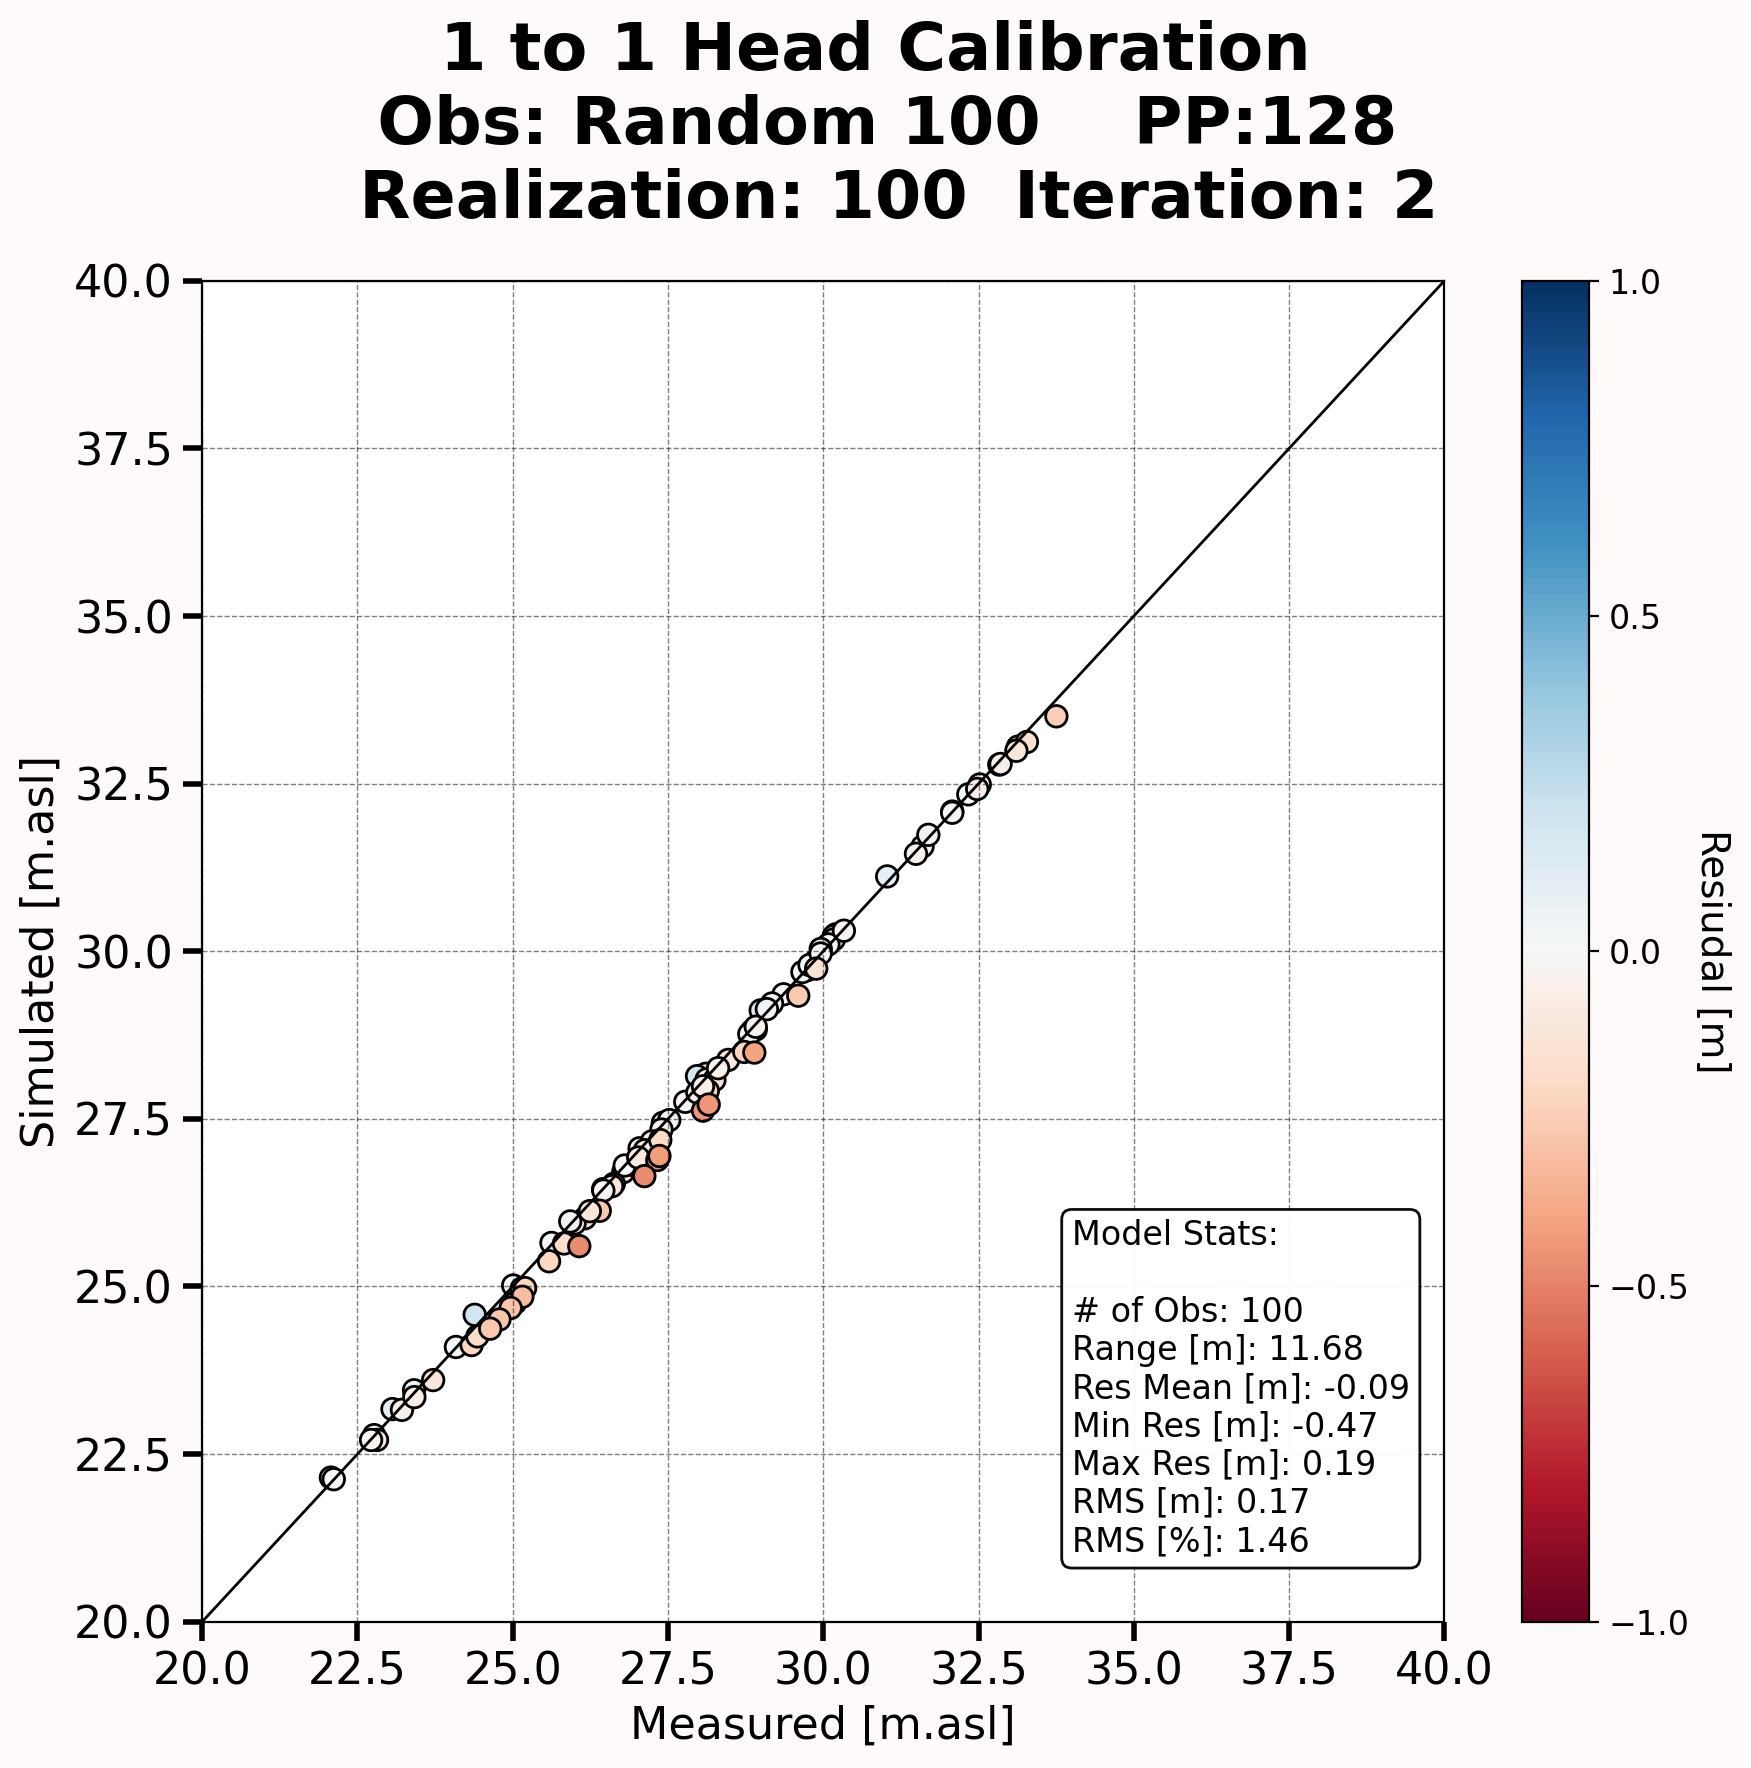 1 to 1 Head Calibration
Obs: Random 100 PP:128
Realization: 100 Iteration: 2
40.0
37.5
35.0
32.5
30.0
27.5
25.0
22.5
20.0
Simulated [m.asl]
20.0 22.5 25.0 27.5 30.0 32.5 35.0 37.5 40.0
Measured [m.asl]
Model Stats:
# of Obs: 100
Range [m]: 11.68
Res Mean [m]: -0.09
Min Res [m]: -0.47
Max Res [m]: 0.19
RMS [m]: 0.17
RMS [%]: 1.46
1.0
0.5
0.0
−0.5
−1.0
Resiudal [m]